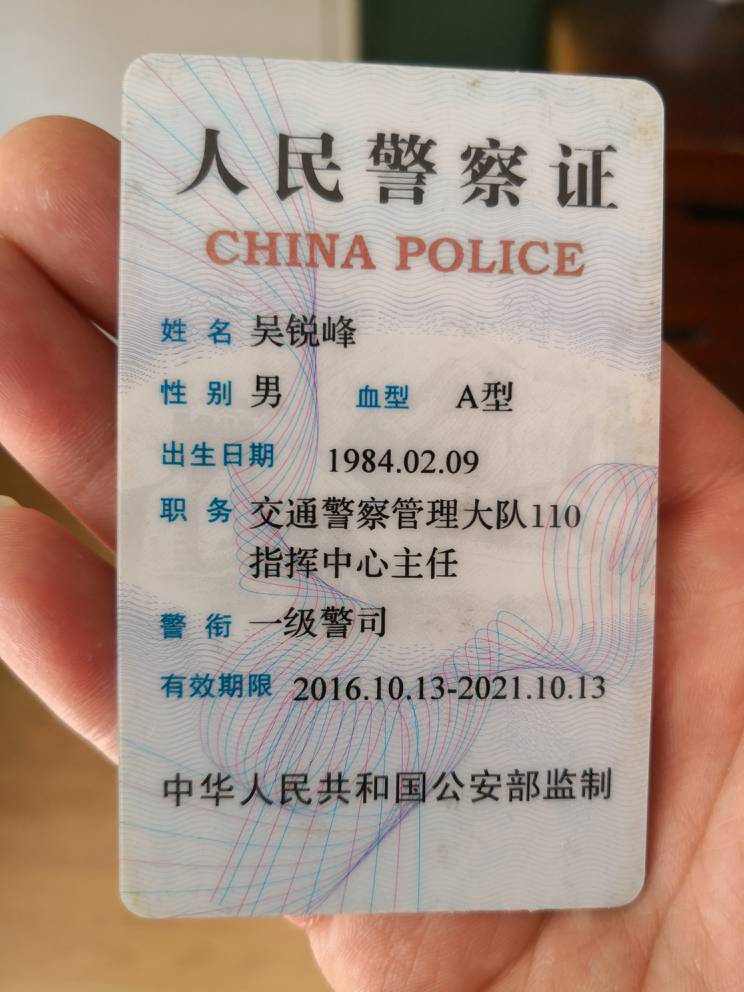 人民警察证
CHINA POLICE
姓名 吴锐峰
性别 男 血型 A型
出生日期 1984.02.09
职务 交通警察管理大队110
指挥中心主任
警衔 一级警司
有效期限 2016.10.13-2021.10.13
中华人民共和国公安部监制